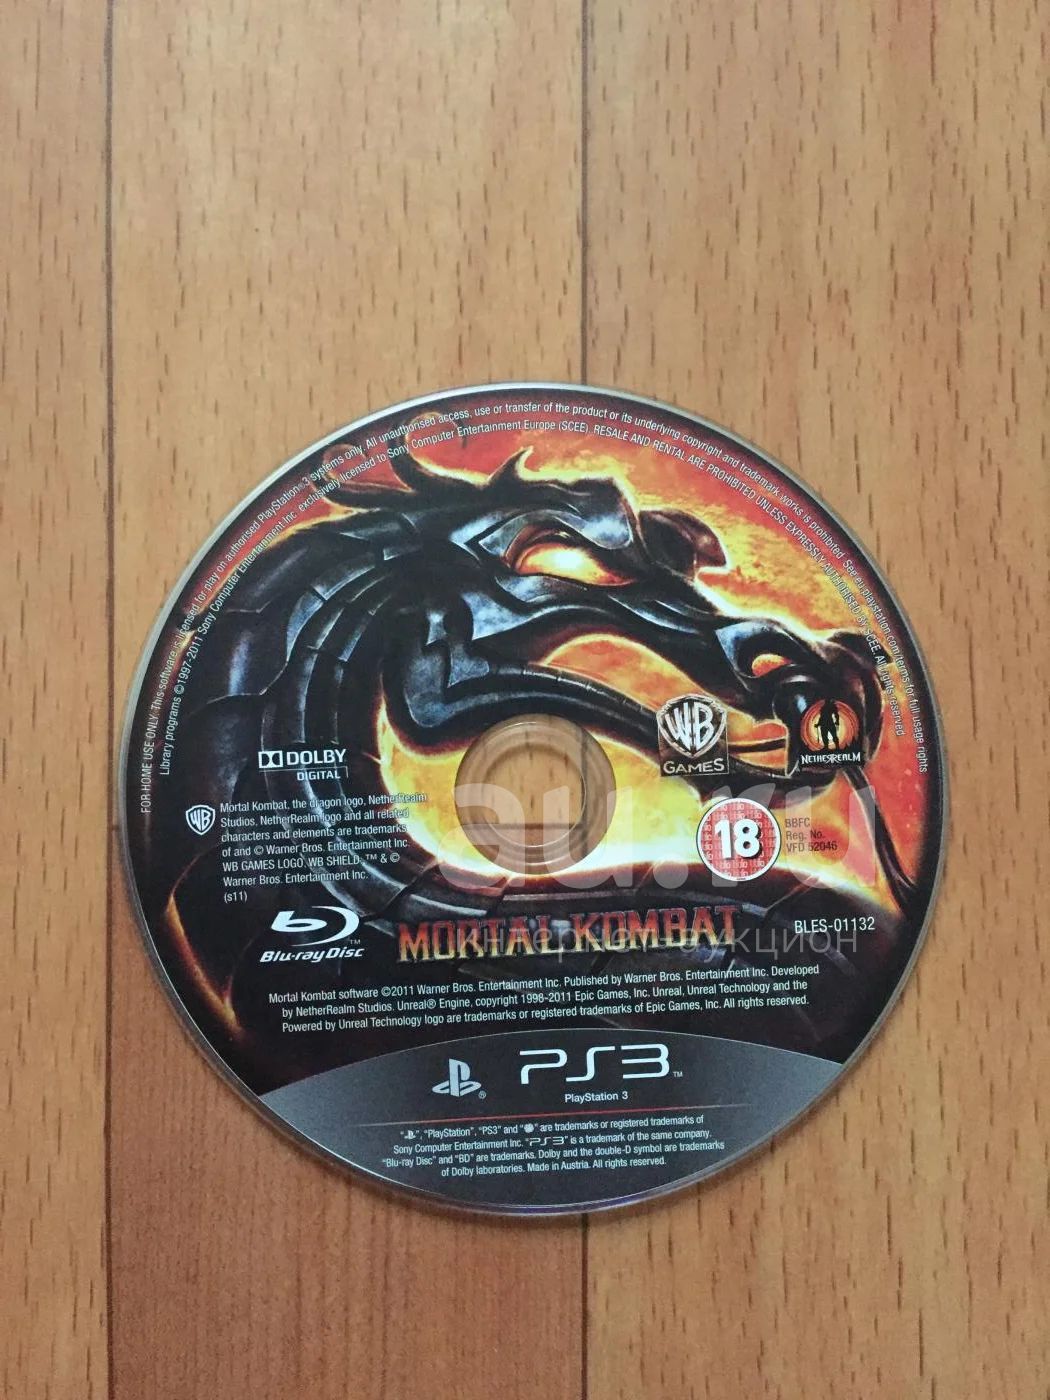 FOR HOME USE ONLY. This software is licensed for play on authorised PlayStation®3 systems only. All unauthorised access, use or transfer of the product or its underlying copyright and trademark works is prohibited. See eu.playstation.com/terms for full usage rights
Library programs ©1997-2011 Sony Computer Entertainment Inc. exclusively licensed to Sony Computer Entertainment Europe (SCEE). RESALE AND RENTAL ARE PROHIBITED UNLESS EXPRESSLY AUTHORISED BY SCEE. All rights reserved
WB
GAMES
NETHERREALM
DOLBY
DIGITAL
WB
Mortal Kombat, the dragon logo, NetherRealm
Studios, NetherRealm logo and all related
characters and elements are trademarks
of and © Warner Bros. Entertainment Inc.
WB GAMES LOGO, WB SHIELD: ™ & ©
Warner Bros. Entertainment Inc.
(s11)
18
BBFC
Reg. No.
VFD 52046
au.ru
интернет-аукцион
Blu-ray Disc™
MORTAL KOMBAT
BLES-01132
Mortal Kombat software ©2011 Warner Bros. Entertainment Inc. Published by Warner Bros. Entertainment Inc. Developed
by NetherRealm Studios. Unreal® Engine, copyright 1998-2011 Epic Games, Inc. Unreal, Unreal Technology and the
Powered by Unreal Technology logo are trademarks or registered trademarks of Epic Games, Inc. All rights reserved.
® PS3™
PlayStation 3
“ ”, “PlayStation”, “PS3” and “ ” are trademarks or registered trademarks of
Sony Computer Entertainment Inc. “PS3” is a trademark of the same company.
“Blu-ray Disc” and “BD” are trademarks. Dolby and the double-D symbol are trademarks
of Dolby laboratories. Made in Austria. All rights reserved.